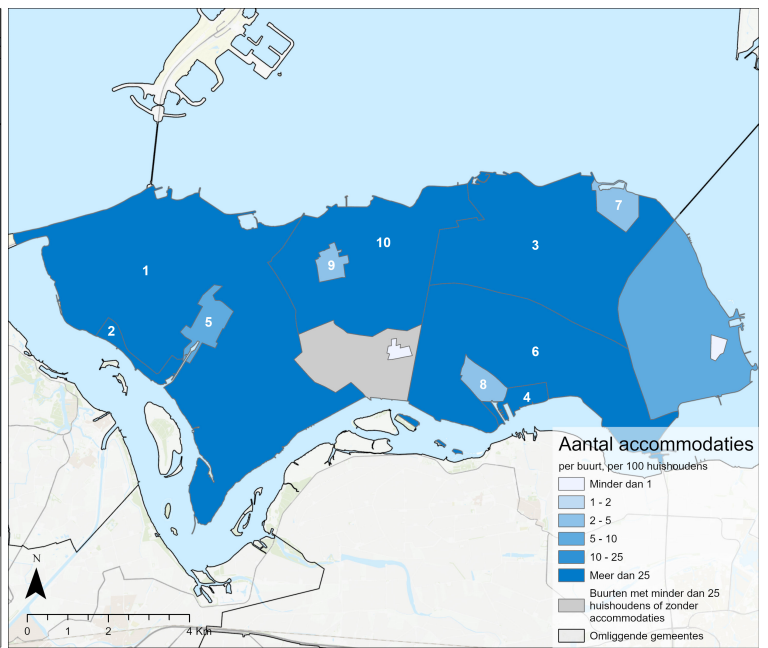 7
10
3
1
9
2
5
6
8
4
Aantal accommodaties
per buurt, per 100 huishoudens
Minder dan 1
1 - 2
2 - 5
5 - 10
10 - 25
Meer dan 25
Buurten met minder dan 25
huishoudens of zonder
accommodaties
Omliggende gemeentes
N
0 1 2 4 Km